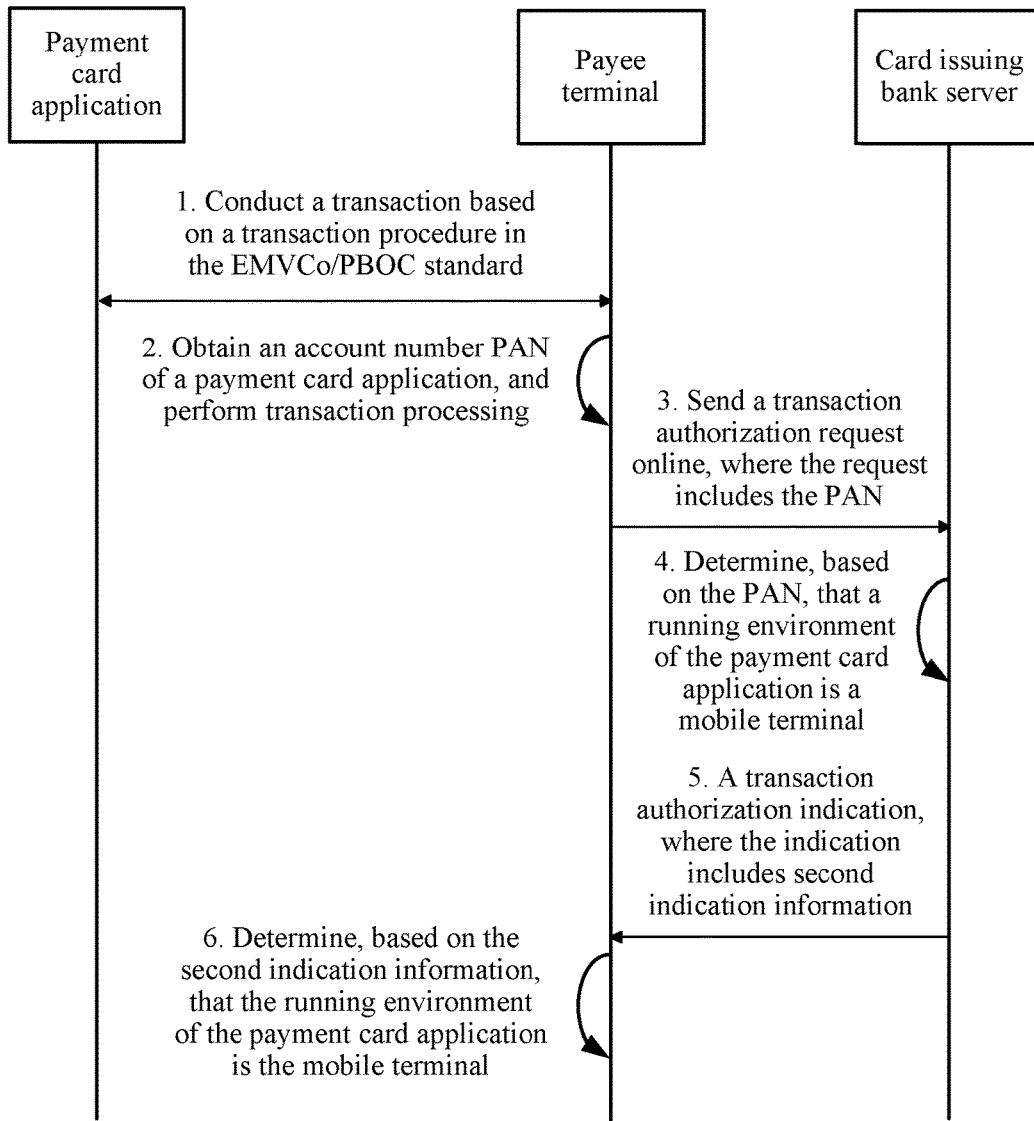 Payment
card
application
Payee
terminal
Card issuing
bank server
1. Conduct a transaction based
on a transaction procedure in
the EMVCo/PBOC standard
2. Obtain an account number PAN
of a payment card application, and
perform transaction processing
3. Send a transaction
authorization request
online, where the request
includes the PAN
4. Determine, based
on the PAN, that a
running environment
of the payment card
application is a
mobile terminal
5. A transaction
authorization indication,
where the indication
includes second
indication information
6. Determine, based on the
second indication information,
that the running environment
of the payment card application
is the mobile terminal